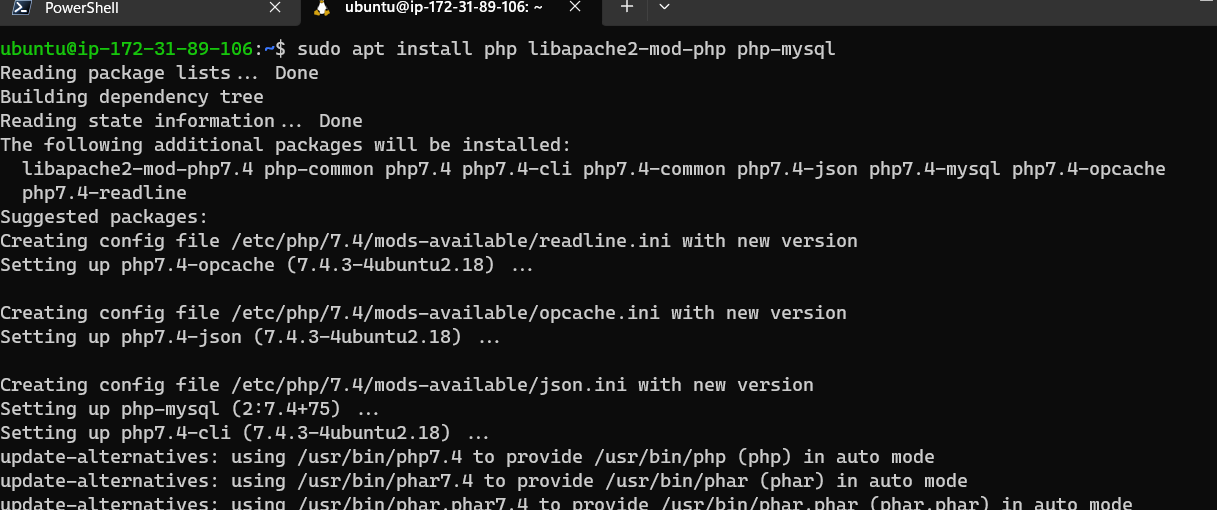 PowerShell
ubuntu@ip-172-31-89-106: ~
ubuntu@ip-172-31-89-106:~$ sudo apt install php libapache2-mod-php php-mysql
Reading package lists... Done
Building dependency tree
Reading state information... Done
The following additional packages will be installed:
  libapache2-mod-php7.4 php-common php7.4 php7.4-cli php7.4-common php7.4-json php7.4-mysql php7.4-opcache
  php7.4-readline
Suggested packages:
Creating config file /etc/php/7.4/mods-available/readline.ini with new version
Setting up php7.4-opcache (7.4.3-4ubuntu2.18) ...
Creating config file /etc/php/7.4/mods-available/opcache.ini with new version
Setting up php7.4-json (7.4.3-4ubuntu2.18) ...
Creating config file /etc/php/7.4/mods-available/json.ini with new version
Setting up php-mysql (2:7.4+75) ...
Setting up php7.4-cli (7.4.3-4ubuntu2.18) ...
update-alternatives: using /usr/bin/php7.4 to provide /usr/bin/php (php) in auto mode
update-alternatives: using /usr/bin/phar7.4 to provide /usr/bin/phar (phar) in auto mode
update-alternatives: using /usr/bin/phar.phar7.4 to provide /usr/bin/phar.phar (phar.phar) in auto mode